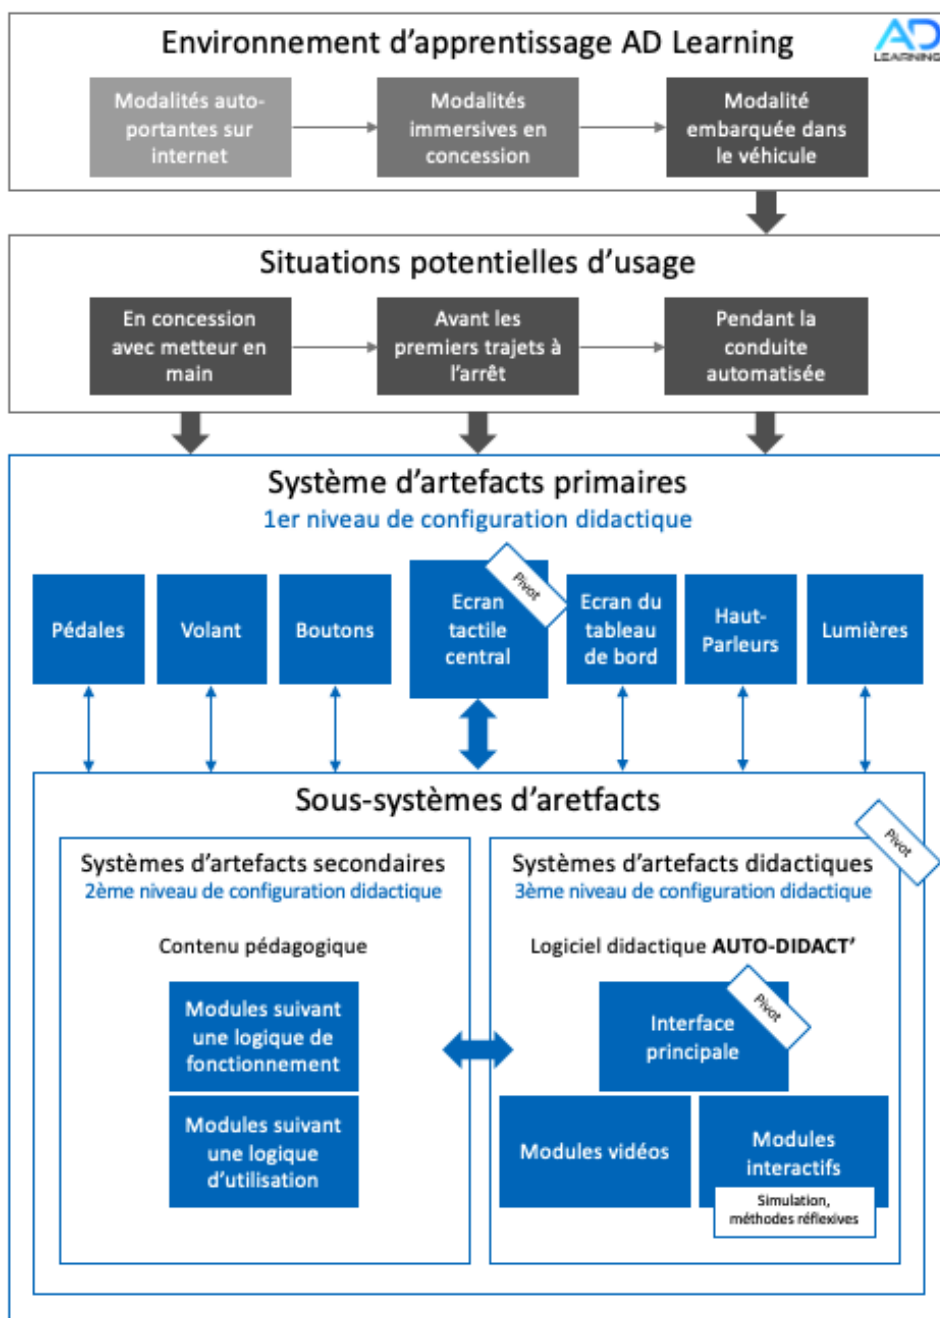 Environnement d'apprentissage AD Learning
AD
LEARNING
Modalités auto-
portantes sur
internet
Modalités
immersives en
concession
Modalité
embarquée dans
le véhicule
Situations potentielles d'usage
En concession
avec metteur en
main
Avant les
premiers trajets à
l'arrêt
Pendant la
conduite
automatisée
Système d'artefacts primaires
1er niveau de configuration didactique
Pédales
Volant
Boutons
Ecran
tactile
central
Pivot
Ecran du
tableau
de bord
Haut-
Parleurs
Lumières
Sous-systèmes d'aretfacts
Pivot
Systèmes d'artefacts secondaires
2ème niveau de configuration didactique
Contenu pédagogique
Modules suivant
une logique de
fonctionnement
Modules suivant
une logique
d'utilisation
Systèmes d'artefacts didactiques
3ème niveau de configuration didactique
Logiciel didactique AUTO-DIDACT'
Interface
principale
Pivot
Modules vidéos
Modules
interactifs
Simulation,
méthodes réflexives